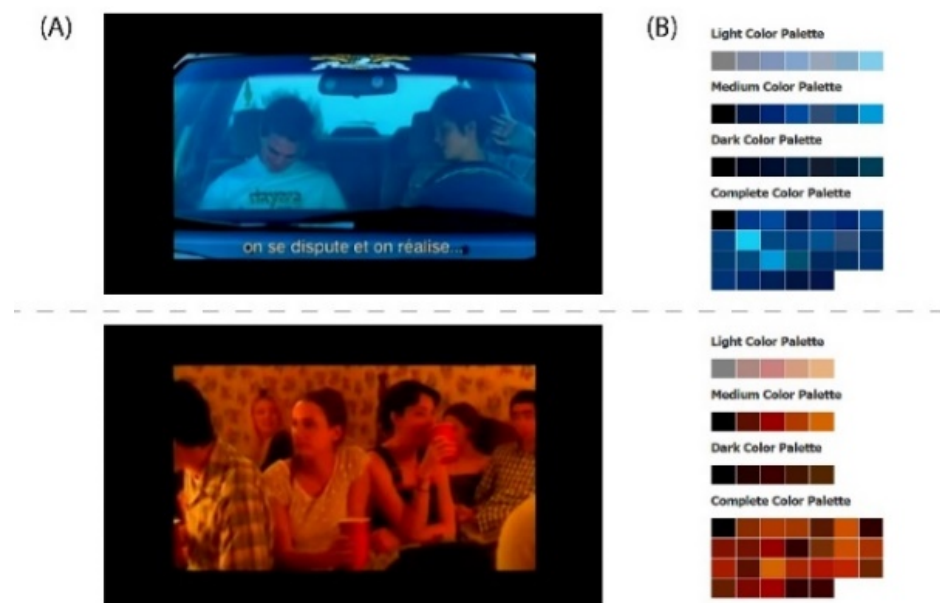 (A)
(B)
Light Color Palette
Medium Color Palette
Dark Color Palette
Complete Color Palette
on se dispute et on réalise...
Light Color Palette
Medium Color Palette
Dark Color Palette
Complete Color Palette